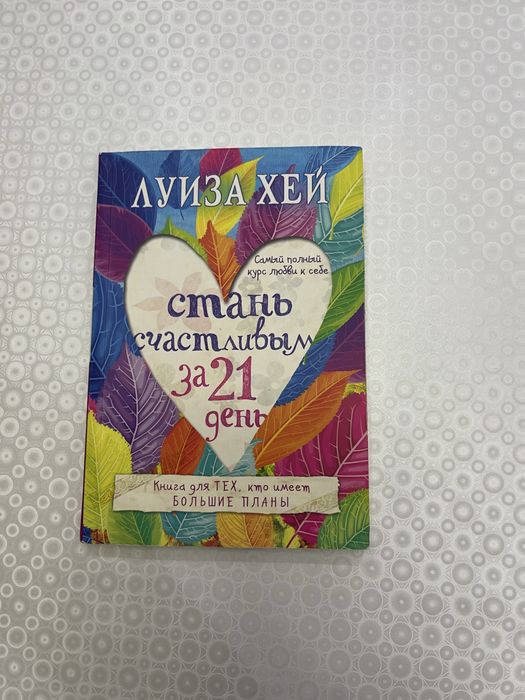 ЛУИЗА ХЕЙ
Самый полный
курс любви к себе
стань
счастливым
за 21
день
Книга для ТЕХ, кто имеет
БОЛЬШИЕ ПЛАНЫ